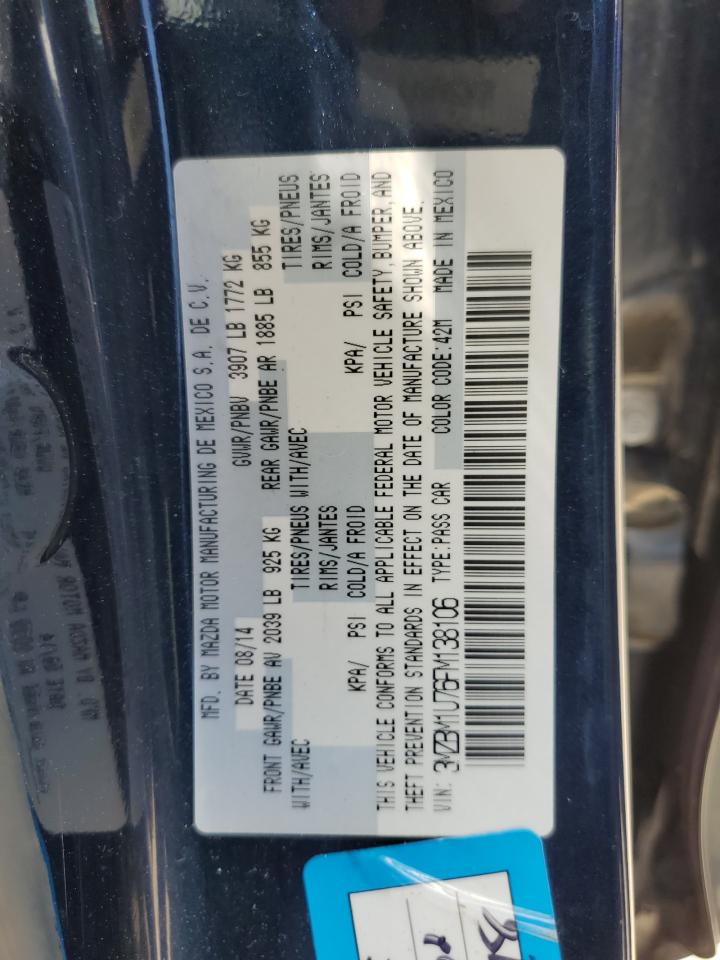 MFD. BY MAZDA MOTOR MANUFACTURING DE MEXICO S.A. DE C.V.
DATE 08/14 GVWR/PNBV 3907 LB 1772 KG
FRONT GAWR/PNBE AV 2039 LB 925 KG REAR GAWR/PNBE AR 1885 LB 855 KG
WITH/AVEC TIRES/PNEUS WITH/AVEC TIRES/PNEUS
RIMS/JANTES RIMS/JANTES
KPA/ PSI COLD/A FROID KPA/ PSI COLD/A FROID
THIS VEHICLE CONFORMS TO ALL APPLICABLE FEDERAL MOTOR VEHICLE SAFETY, BUMPER, AND
THEFT PREVENTION STANDARDS IN EFFECT ON THE DATE OF MANUFACTURE SHOWN ABOVE.
VIN: 3MZBM1U76FM138106 TYPE:PASS CAR COLOR CODE:42M MADE IN MEXICO